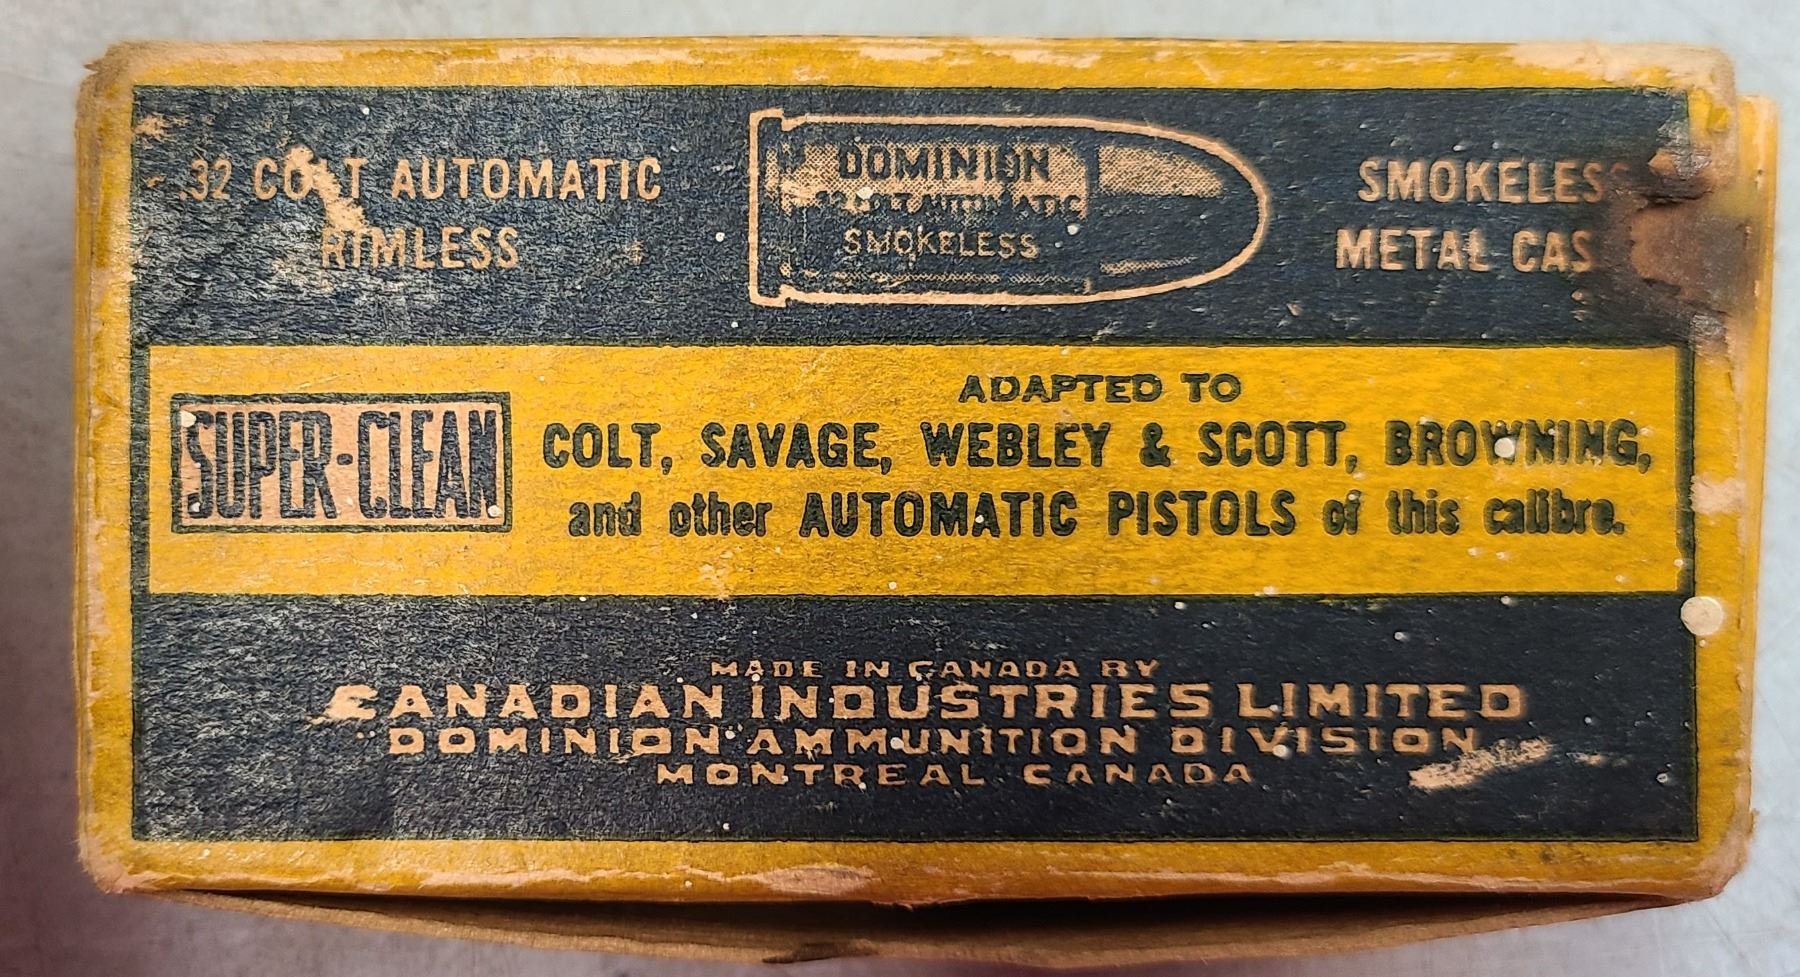 .32 COLT AUTOMATIC
RIMLESS
DOMINION
SMOKELESS
SMOKELESS
METAL CAS
SUPER-CLEAN
ADAPTED TO
COLT, SAVAGE, WEBLEY & SCOTT, BROWNING,
and other AUTOMATIC PISTOLS of this calibre.
MADE IN CANADA BY
CANADIAN INDUSTRIES LIMITED
"DOMINION" AMMUNITION DIVISION
MONTREAL CANADA